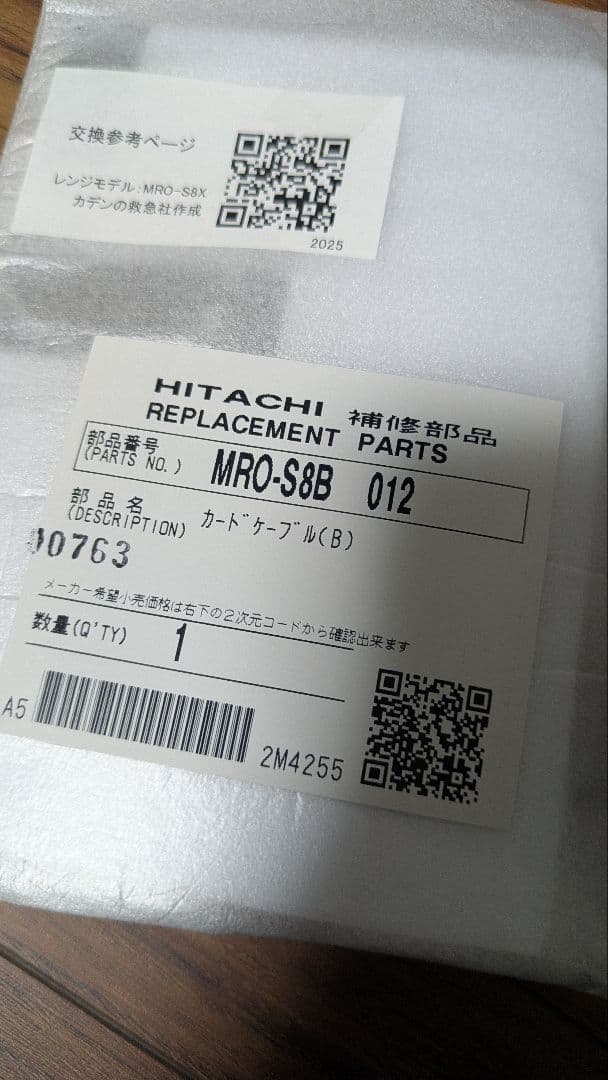 交換参考ページ
レンジモデル:MRO-S8X
カデンの救急社作成
2025
HITACHI 補修部品
REPLACEMENT PARTS
部品番号
(PARTS NO.) MRO-S8B 012
部品名
(DESCRIPTION) カードケーブル(B)
00763
メーカー希望小売価格は右下の2次元コードから確認出来ます
数量(Q'TY) 1
A5
2M4255